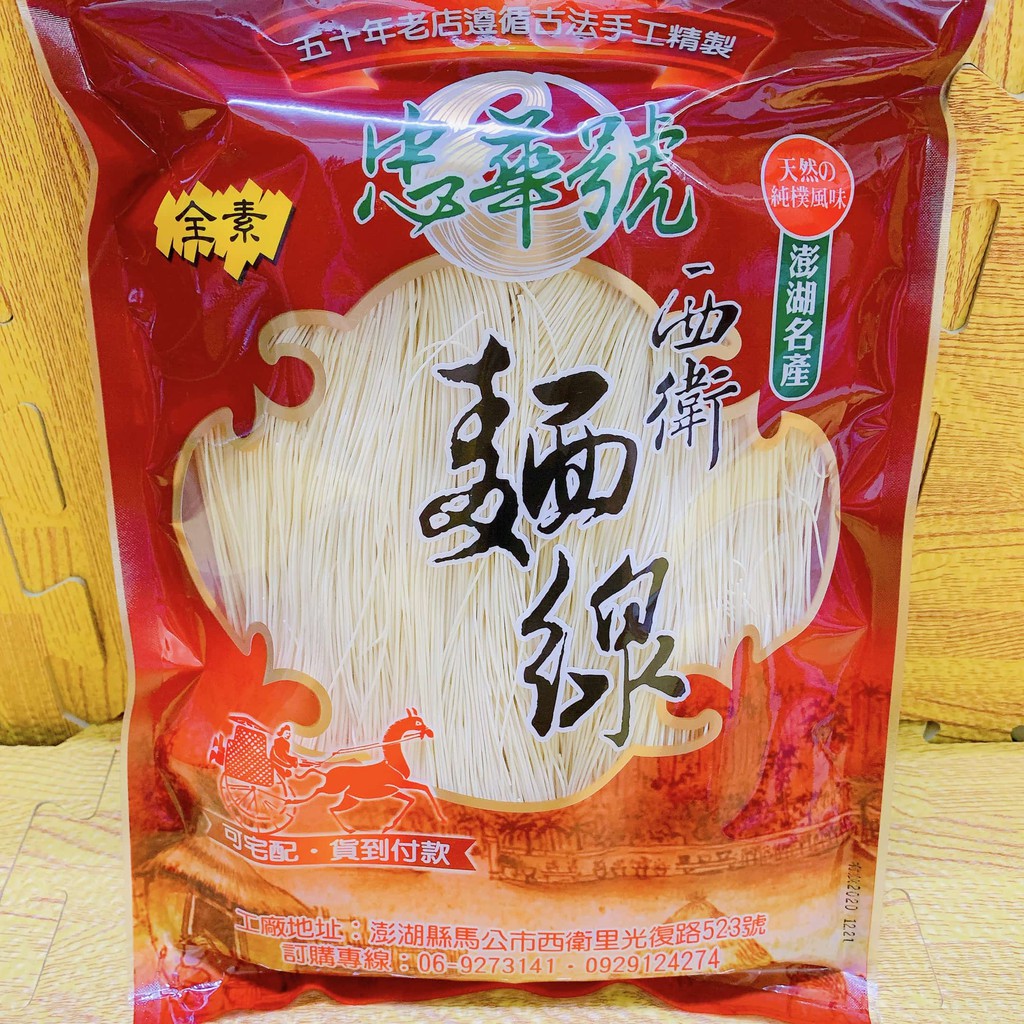 五十年老店遵循古法手工精製
忠華號
全素
天然の
純樸風味
澎湖名產
西衛
麵線
可宅配・貨到付款
工廠地址：澎湖縣馬公市西衛里光復路523號
訂購專線：06-9273141・0929124274
2020 12.21